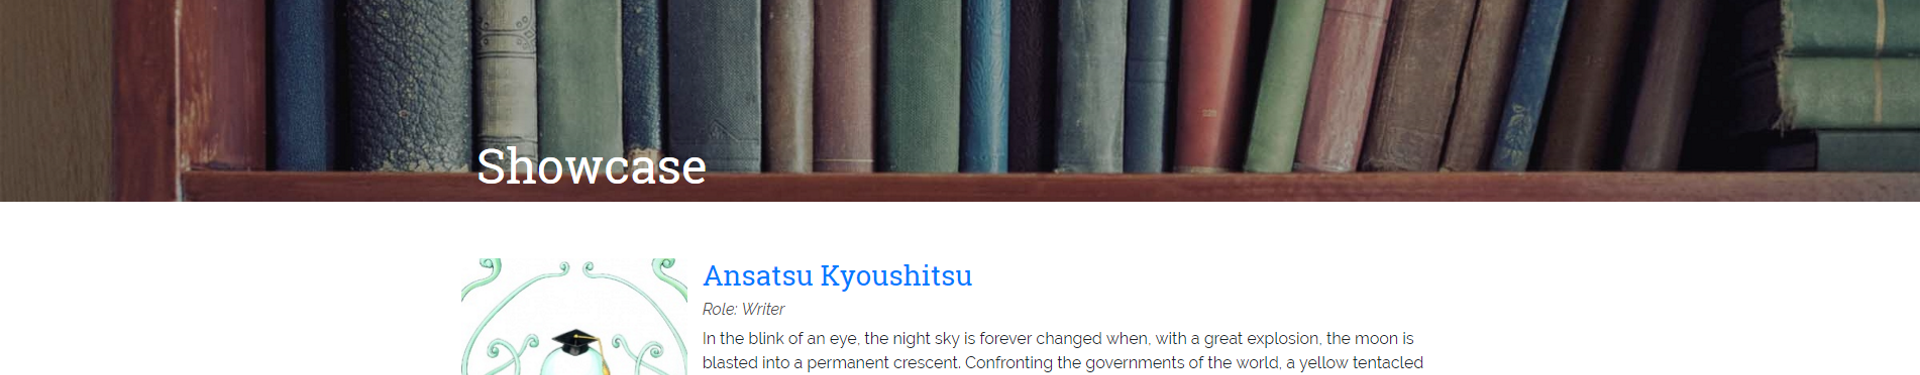 Showcase
Ansatsu Kyoushitsu
Role: Writer
In the blink of an eye, the night sky is forever changed when, with a great explosion, the moon is
blasted into a permanent crescent. Confronting the governments of the world, a yellow tentacled